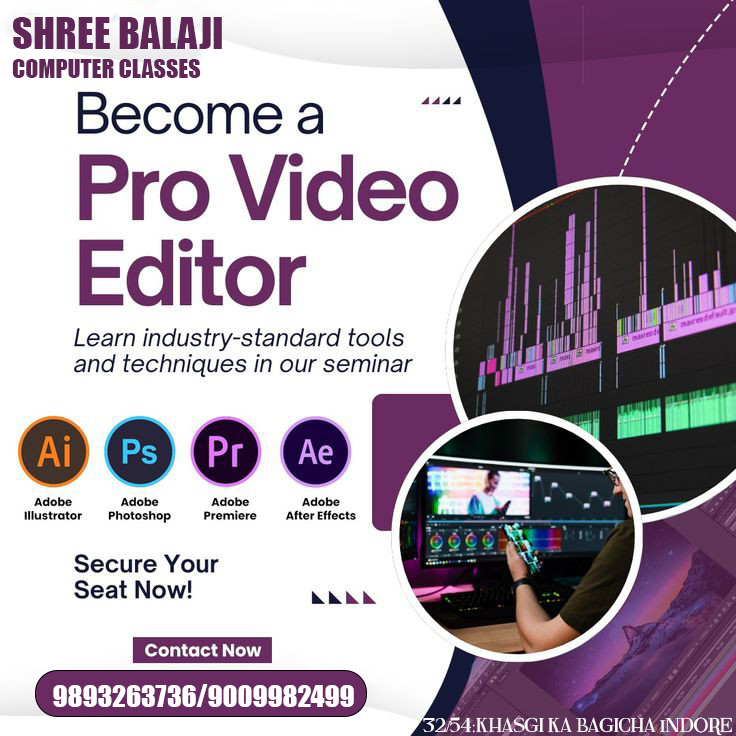 SHREE BALAJI
COMPUTER CLASSES
Become a
Pro Video
Editor
Learn industry-standard tools
and techniques in our seminar
Ai Ps Pr Ae
Adobe Illustrator
Adobe Photoshop
Adobe Premiere
Adobe After Effects
maxresdefault.jp
Secure Your
Seat Now!
Contact Now
9893263736/9009982499
32/54:KHASGI KA BAGICHA INDORE